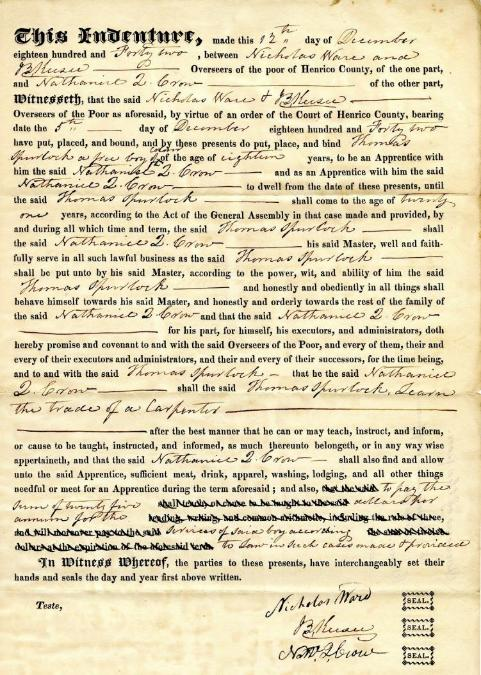 This Indenture, made this 12th day of December
eighteen hundred and Forty two, between Nicholas Ware and
Overseers of the poor of Henrico County, of the one part,
and Nathaniel Q. Crow of the other part,
Witnesseth, that the said Nicholas Ware &
Overseers of the Poor as aforesaid, by virtue of an order of the Court of Henrico County, bearing
date the 5th day of December eighteen hundred and Forty two
have put, placed, and bound, and by these presents do put, place, and bind Thomas
Spurlock a free boy of color of the age of eighteen years, to be an Apprentice with
him the said Nathaniel Q. Crow and as an Apprentice with him the said
Nathaniel Q. Crow to dwell from the date of these presents, until
the said Thomas Spurlock shall come to the age of twenty
one years, according to the Act of the General Assembly in that case made and provided, by
and during all which time and term, the said Thomas Spurlock shall
the said Nathaniel Q. Crow his said Master, well and faith-
fully serve in all such lawful business as the said Thomas Spurlock
shall be put unto by his said Master, according to the power, wit, and ability of him the said
Thomas Spurlock and honestly and obediently in all things shall
behave himself towards his said Master, and honestly and orderly towards the rest of the family of
the said Nathaniel Q. Crow and that the said Nathaniel Q. Crow
for his part, for himself, his executors, and administrators, doth
hereby promise and covenant to and with the said Overseers of the Poor, and every of them, their and
every of their executors and administrators, and their and every of their successors, for the time being,
and to and with the said Thomas Spurlock that he the said Nathaniel
Q. Crow shall the said Thomas Spurlock, Learn
the trade of a Carpenter
after the best manner that he can or may teach, instruct, and inform,
or cause to be taught, instructed, and informed, as much thereunto belongeth, or in any way wise
appertaineth, and that the said Nathaniel Q. Crow shall also find and allow
unto the said Apprentice, sufficient meat, drink, apparel, washing, lodging, and all other things
needful or meet for an Apprentice during the term aforesaid; and also, to pay the
sum of twenty five dollars per
annum for the reading, writing, and common arithmetic, including the rule of three,
services of said boy according
to Law in such cases made & provided
In Witness Whereof, the parties to these presents, have interchangeably set their
hands and seals the day and year first above written.
Teste,
Nicholas Ward SEAL.
SEAL.
Crow SEAL.